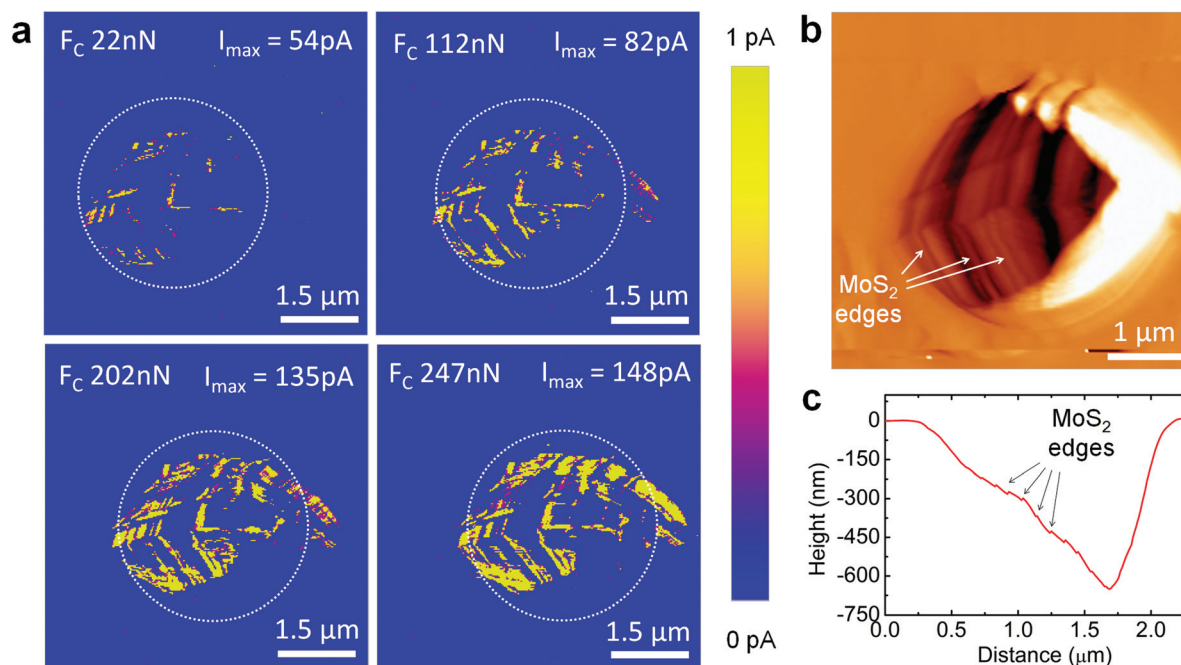 a
F_C 22nN
I_max = 54pA
1.5 μm
F_C 112nN
I_max = 82pA
1.5 μm
F_C 202nN
I_max = 135pA
1.5 μm
F_C 247nN
I_max = 148pA
1.5 μm
1 pA
0 pA
b
MoS₂
edges
1 μm
c
MoS₂
edges
0
-150
-300
-450
-600
-750
Height (nm)
0.0
0.5
1.0
1.5
2.0
Distance (μm)